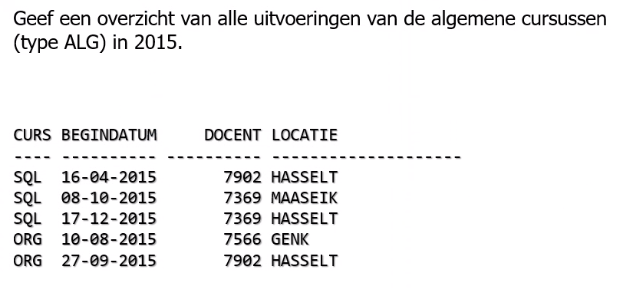 Geef een overzicht van alle uitvoeringen van de algemene cursussen
(type ALG) in 2015.
CURS BEGINDATUM     DOCENT LOCATIE
---- ---------- ---------- --------------------
SQL  16-04-2015       7902 HASSELT
SQL  08-10-2015       7369 MAASEIK
SQL  17-12-2015       7369 HASSELT
ORG  10-08-2015       7566 GENK
ORG  27-09-2015       7902 HASSELT